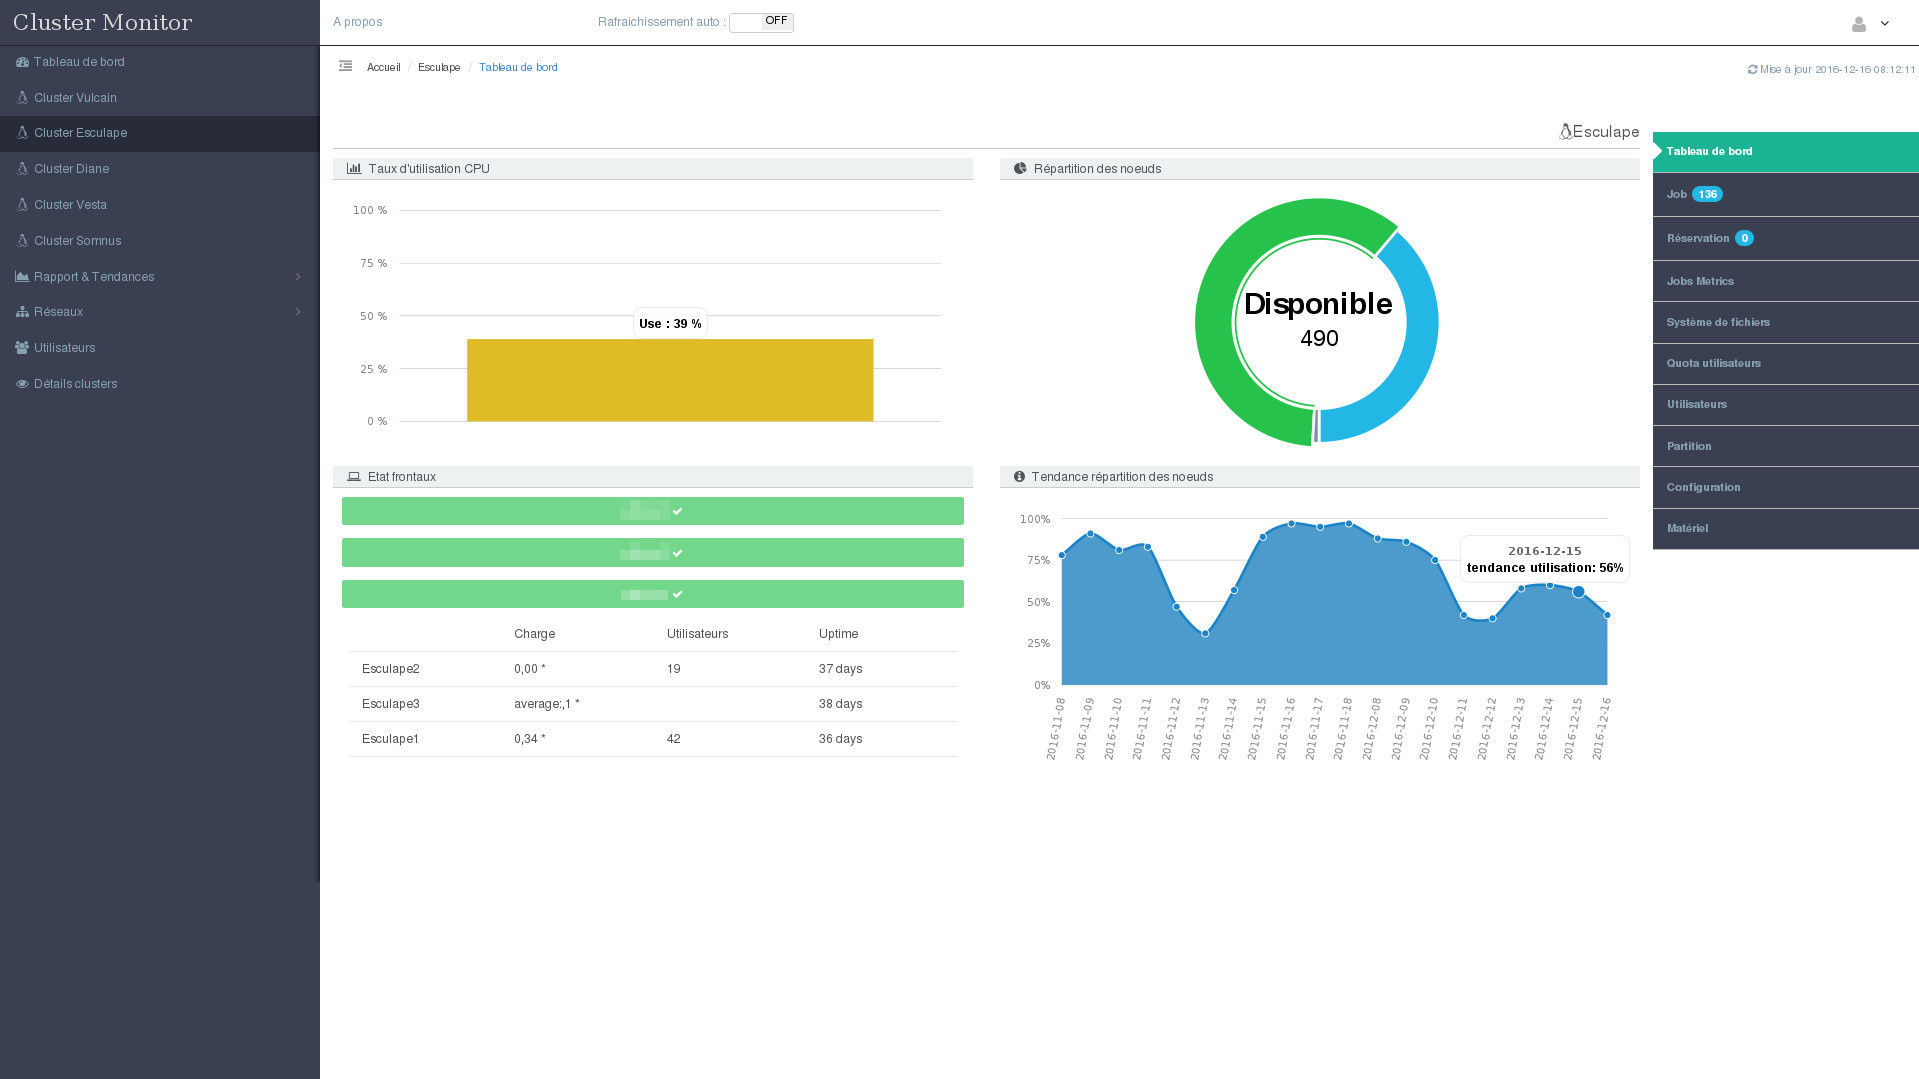 Cluster Monitor
A propos
Rafraichissement auto : OFF
Tableau de bord
Cluster Vulcain
Cluster Esculape
Cluster Diane
Cluster Vesta
Cluster Somnus
Rapport & Tendances
Réseaux
Utilisateurs
Détails clusters
Accueil / Esculape / Tableau de bord
Mise à jour 2016-12-16 08:12:11
Esculape
Taux d'utilisation CPU
100 %
75 %
50 %
25 %
0 %
Use : 39 %
Répartition des noeuds
Disponible
490
Etat frontaux
Charge Utilisateurs Uptime
Esculape2 0,00 * 19 37 days
Esculape3 average:,1 * 38 days
Esculape1 0,34 * 42 36 days
Tendance répartition des noeuds
100%
75%
50%
25%
0%
2016-12-15
tendance utilisation: 56%
2016-11-08
2016-11-09
2016-11-10
2016-11-11
2016-11-12
2016-11-13
2016-11-14
2016-11-15
2016-11-16
2016-11-17
2016-11-18
2016-12-08
2016-12-09
2016-12-10
2016-12-11
2016-12-12
2016-12-13
2016-12-14
2016-12-15
2016-12-16
Tableau de bord
Job 136
Réservation 0
Jobs Metrics
Système de fichiers
Quota utilisateurs
Utilisateurs
Partition
Configuration
Matériel